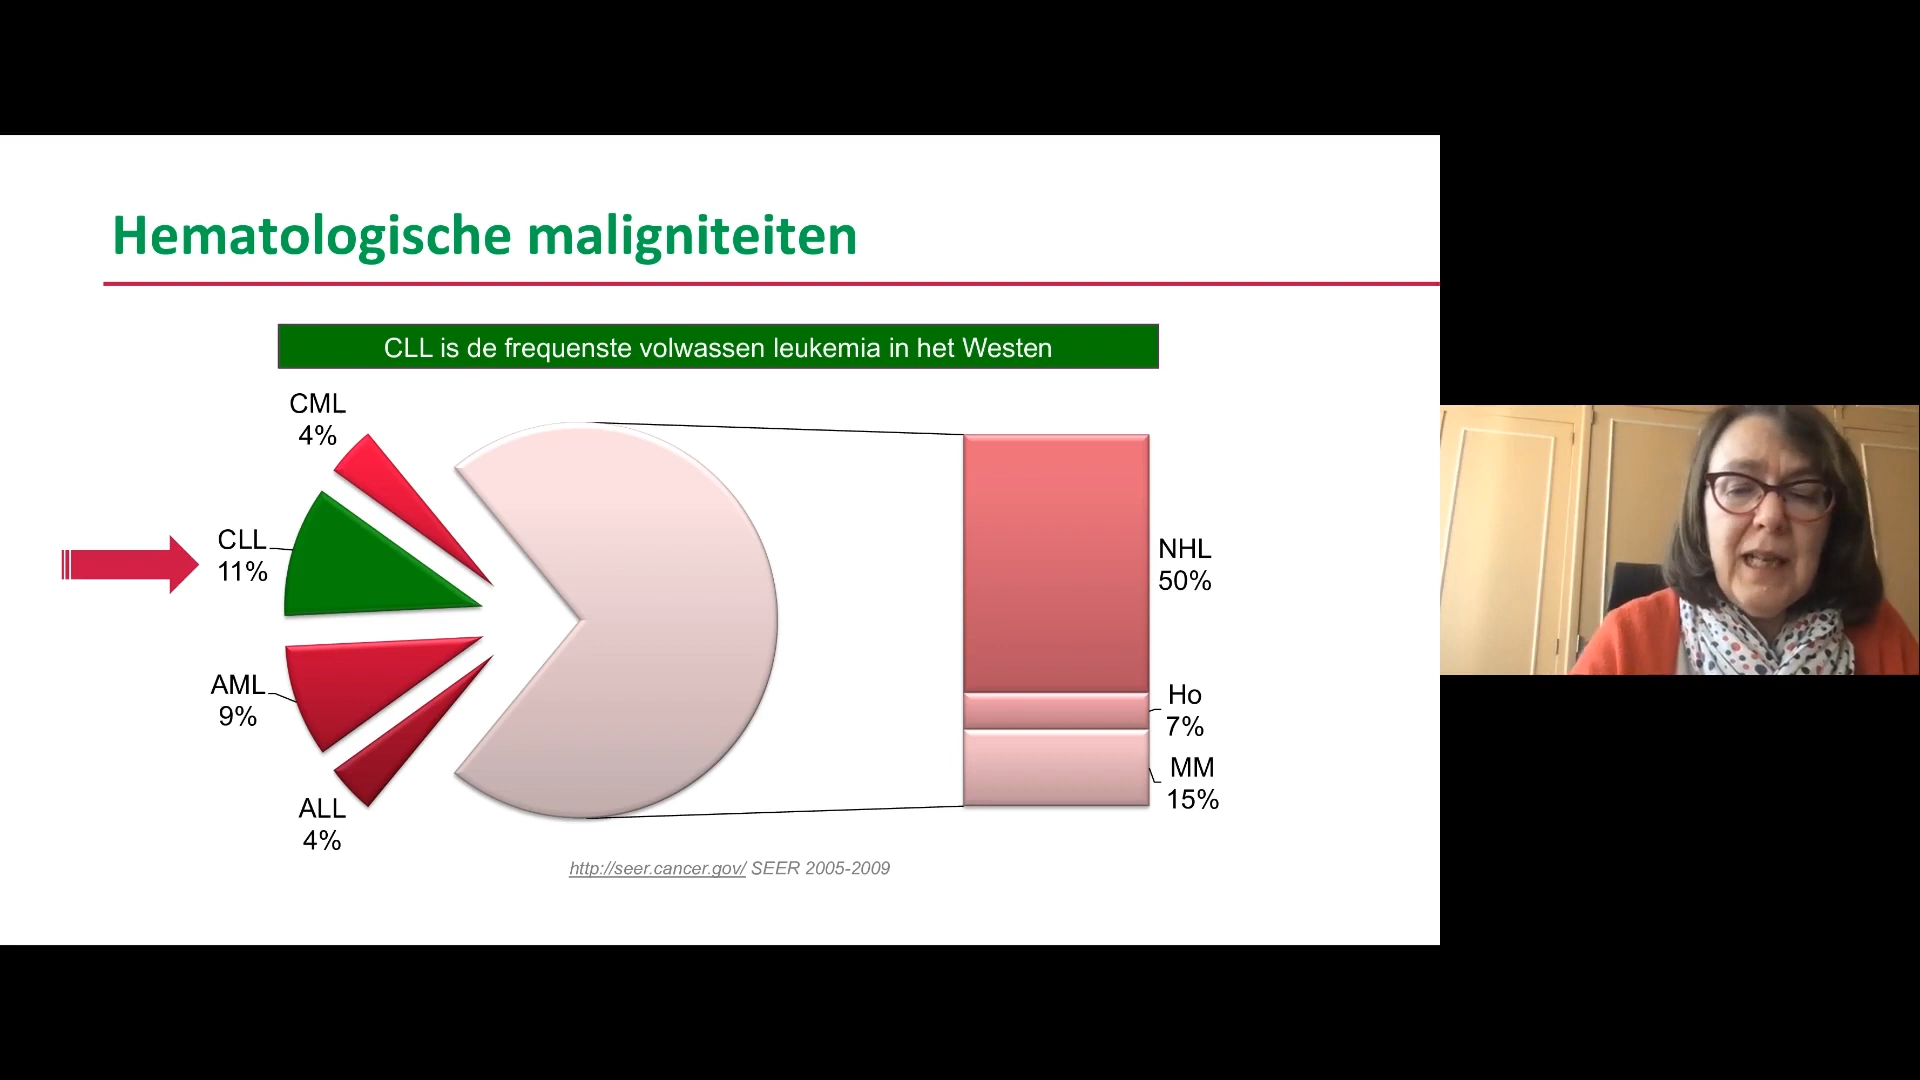 Hematologische maligniteiten
CLL is de frequenste volwassen leukemia in het Westen
CML
4%
CLL
11%
AML
9%
ALL
4%
NHL
50%
Ho
7%
MM
15%
http://seer.cancer.gov/ SEER 2005-2009